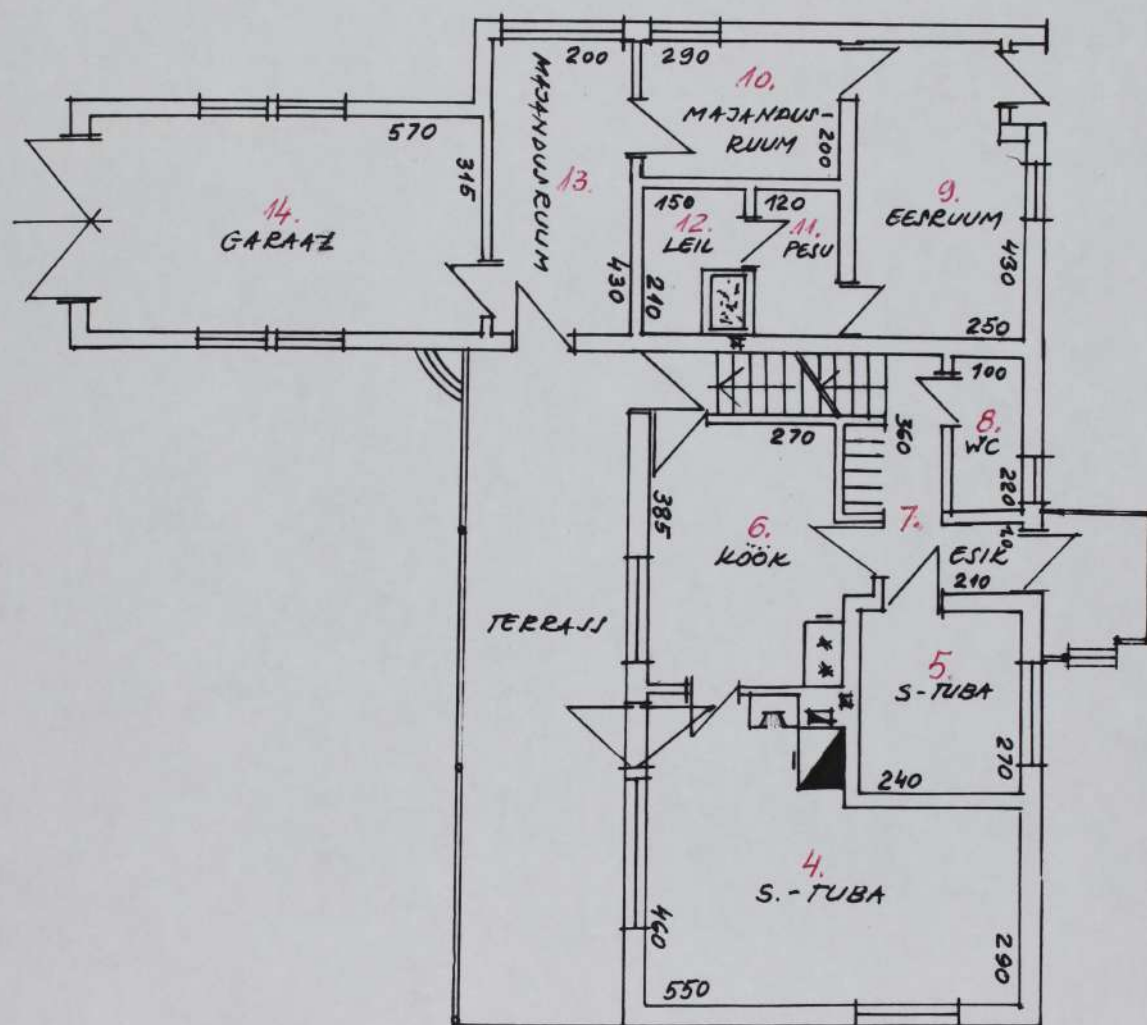 200
290
10.
MAJANDUS-
RUUM
200
MAJANDUSRUUM
13.
570
315
14.
GARAAŽ
150
120
12.
LEIL
11.
PESU
9.
EESRUUM
430
430
240
250
100
8.
WC
220
360
270
385
6.
KÖÖK
7.
ESIK
210
TERRASS
5.
S-TUBA
270
240
4.
S.-TUBA
460
290
550